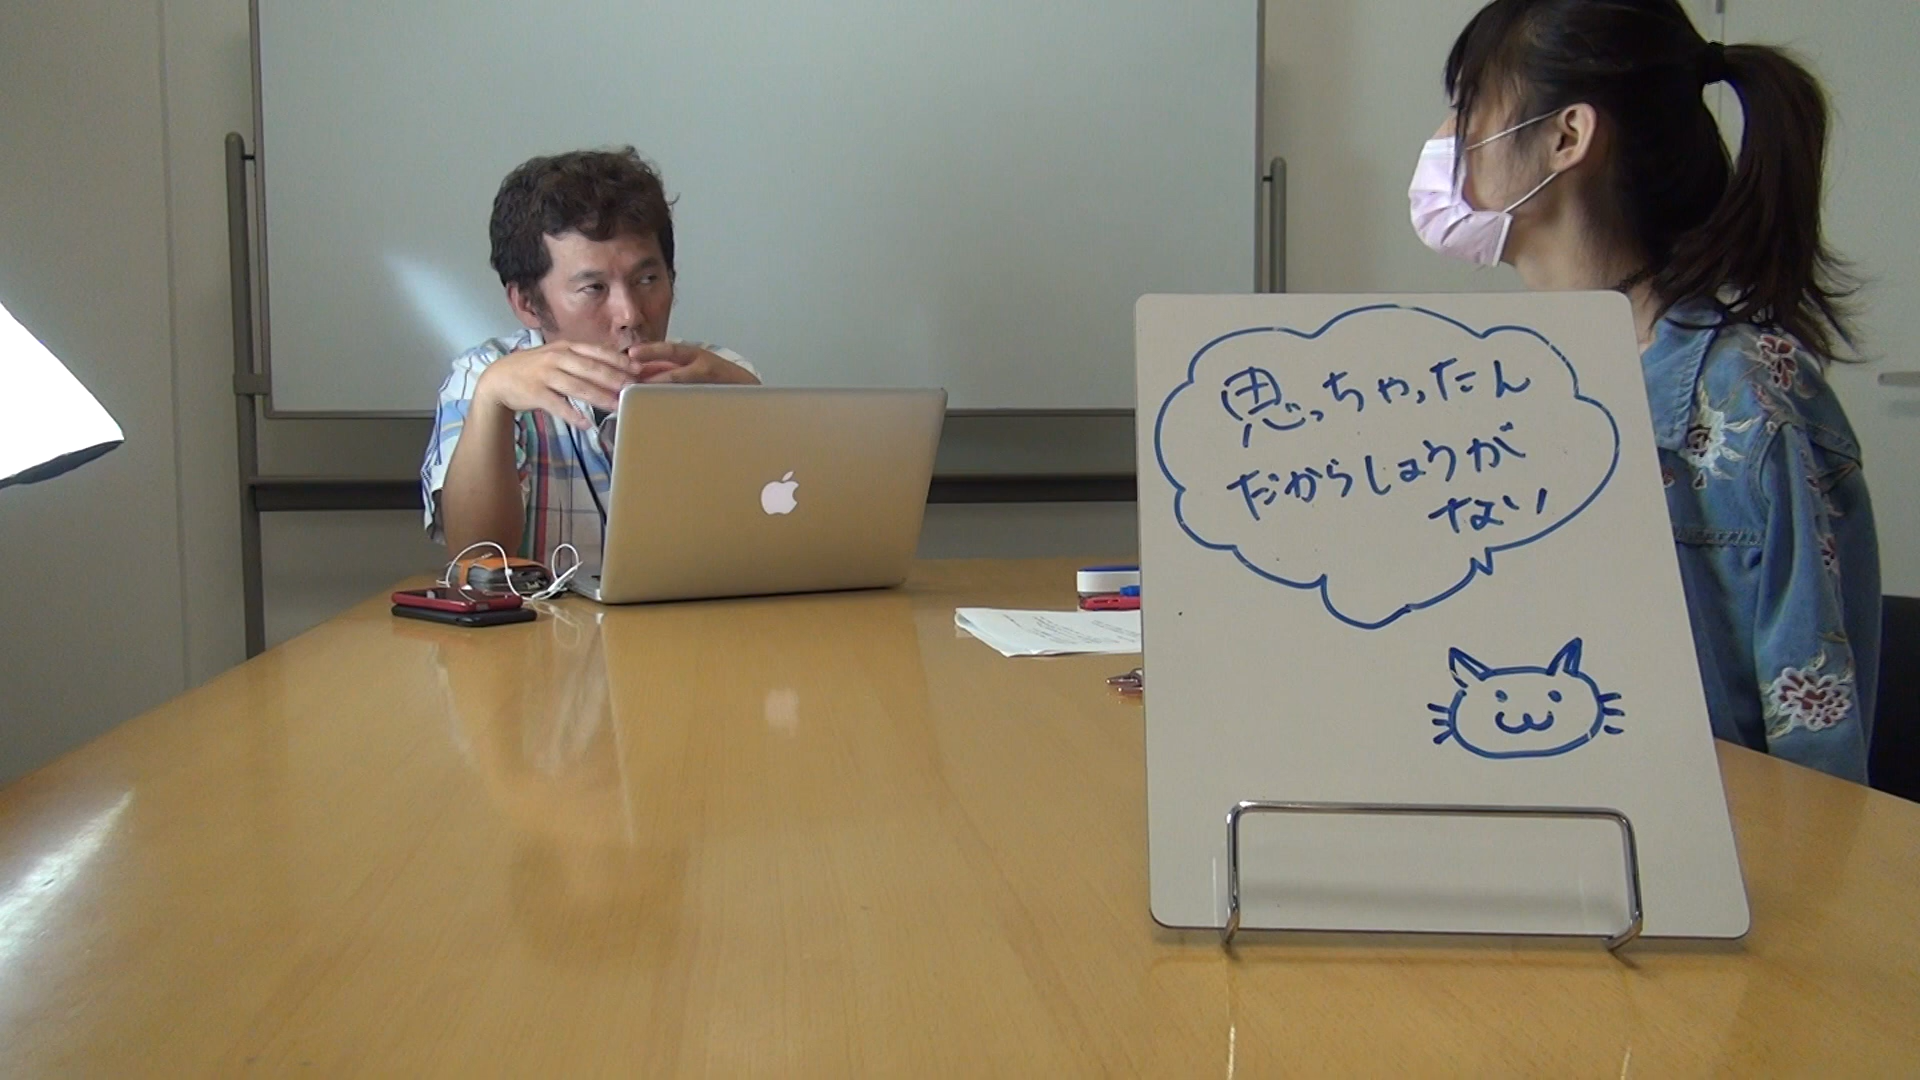 思っちゃったん
だからしょうが
ない